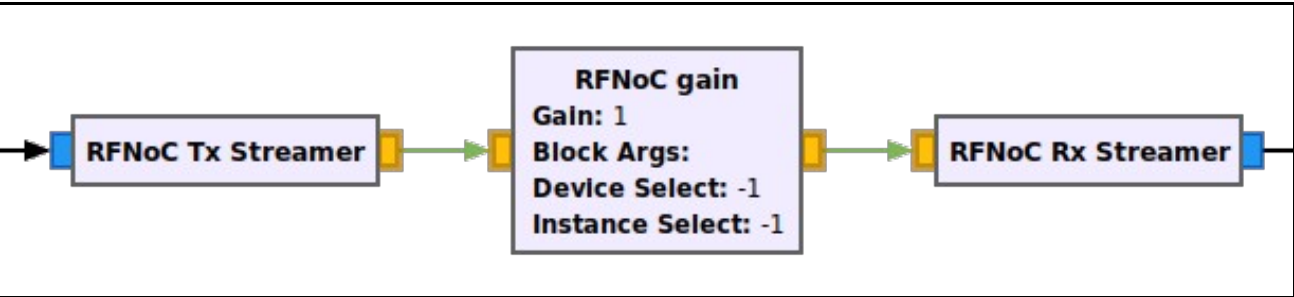 RFNoC Tx Streamer
RFNoC gain
Gain: 1
Block Args:
Device Select: -1
Instance Select: -1
RFNoC Rx Streamer